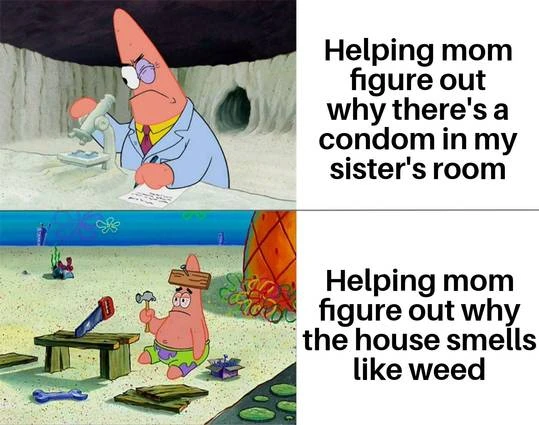 Helping mom
figure out
why there's a
condom in my
sister's room
Helping mom
figure out why
the house smells
like weed